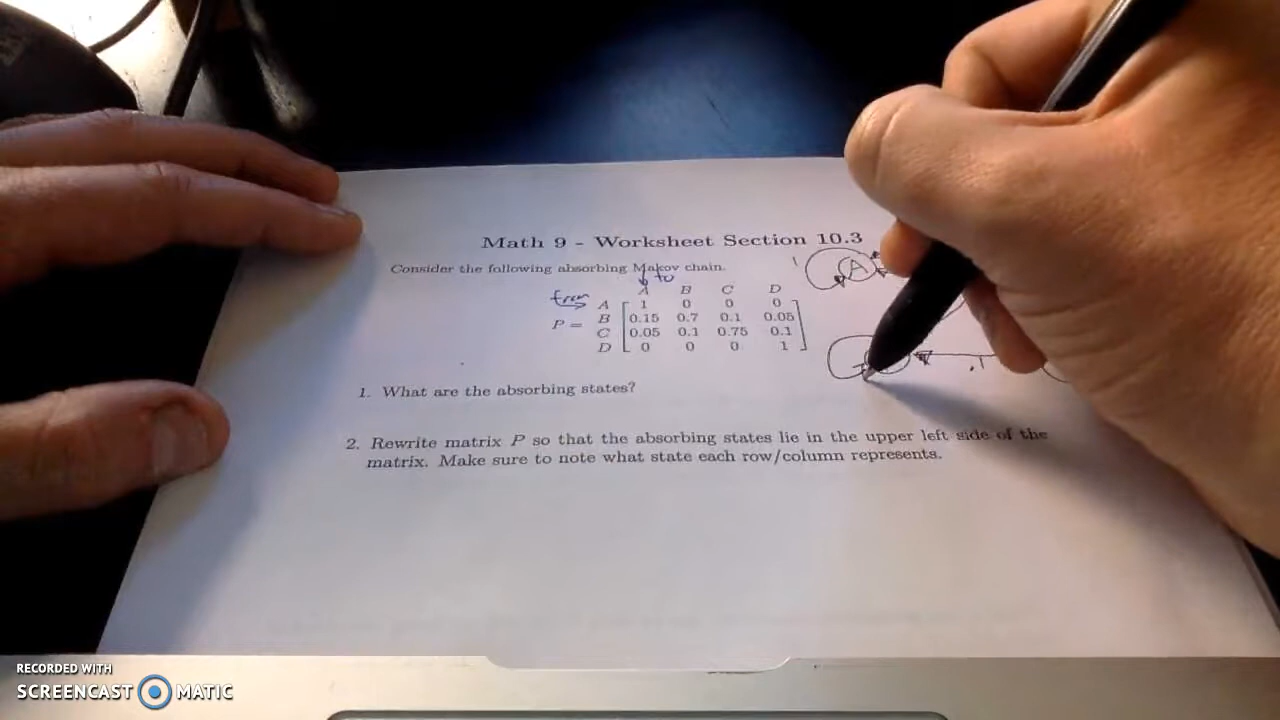 Math 9 - Worksheet Section 10.3
Consider the following absorbing Makov chain.
to
from
A B C D
A 1 0 0 0
B 0.15 0.7 0.1 0.05
P =
C 0.05 0.1 0.75 0.1
D 0 0 0 1
1
A
.1
1. What are the absorbing states?
2. Rewrite matrix P so that the absorbing states lie in the upper left side of the
matrix. Make sure to note what state each row/column represents.
RECORDED WITH
SCREENCAST MATIC